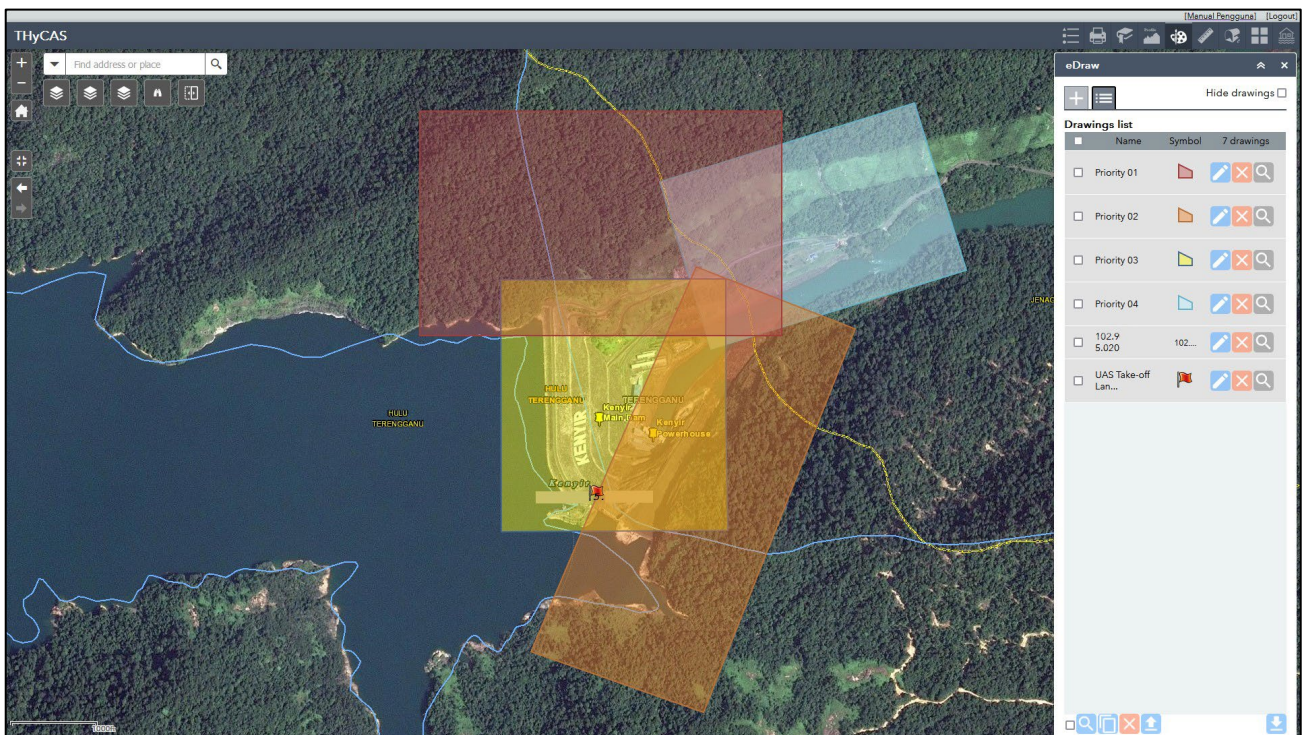 [Manual Pengguna] [Logout]
THyCAS
Find address or place
eDraw
Hide drawings
Drawings list
Name Symbol 7 drawings
Priority 01
Priority 02
Priority 03
Priority 04
102.9
5.020
102....
UAS Take-off
Lan...
HULU
TERENGGANU
HULU
TERENGGANU
TERENGGANU
Kenyir
Main Dam
Kenyir
Powerhouse
KENYIR
Kenyir
JENAG
1000ft